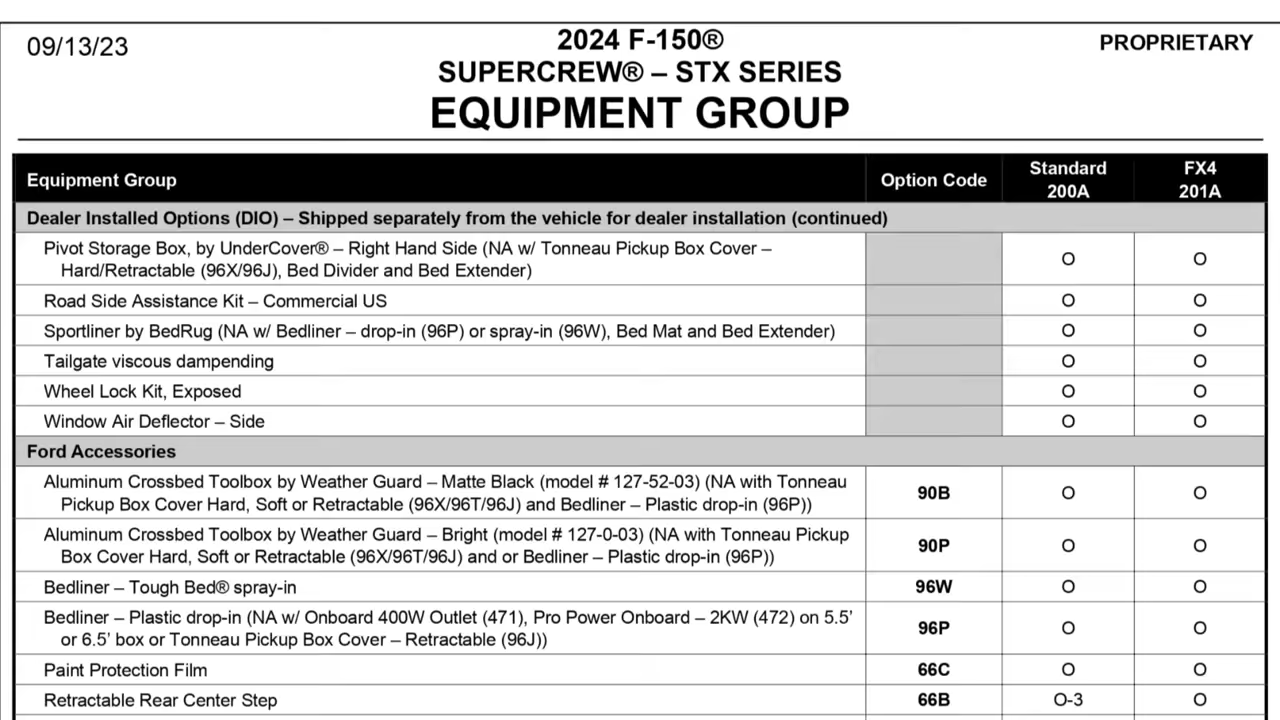 09/13/23
2024 F-150®
PROPRIETARY
SUPERCREW® – STX SERIES
EQUIPMENT GROUP
Equipment Group Option Code Standard 200A FX4 201A
Dealer Installed Options (DIO) – Shipped separately from the vehicle for dealer installation (continued)
Pivot Storage Box, by UnderCover® – Right Hand Side (NA w/ Tonneau Pickup Box Cover –
Hard/Retractable (96X/96J), Bed Divider and Bed Extender) O O
Road Side Assistance Kit – Commercial US O O
Sportliner by BedRug (NA w/ Bedliner – drop-in (96P) or spray-in (96W), Bed Mat and Bed Extender) O O
Tailgate viscous dampening O O
Wheel Lock Kit, Exposed O O
Window Air Deflector – Side O O
Ford Accessories
Aluminum Crossbed Toolbox by Weather Guard – Matte Black (model # 127-52-03) (NA with Tonneau
Pickup Box Cover Hard, Soft or Retractable (96X/96T/96J) and Bedliner – Plastic drop-in (96P)) 90B O O
Aluminum Crossbed Toolbox by Weather Guard – Bright (model # 127-0-03) (NA with Tonneau Pickup
Box Cover Hard, Soft or Retractable (96X/96T/96J) and or Bedliner – Plastic drop-in (96P)) 90P O O
Bedliner – Tough Bed® spray-in 96W O O
Bedliner – Plastic drop-in (NA w/ Onboard 400W Outlet (471), Pro Power Onboard – 2KW (472) on 5.5’
or 6.5’ box or Tonneau Pickup Box Cover – Retractable (96J)) 96P O O
Paint Protection Film 66C O O
Retractable Rear Center Step 66B O-3 O